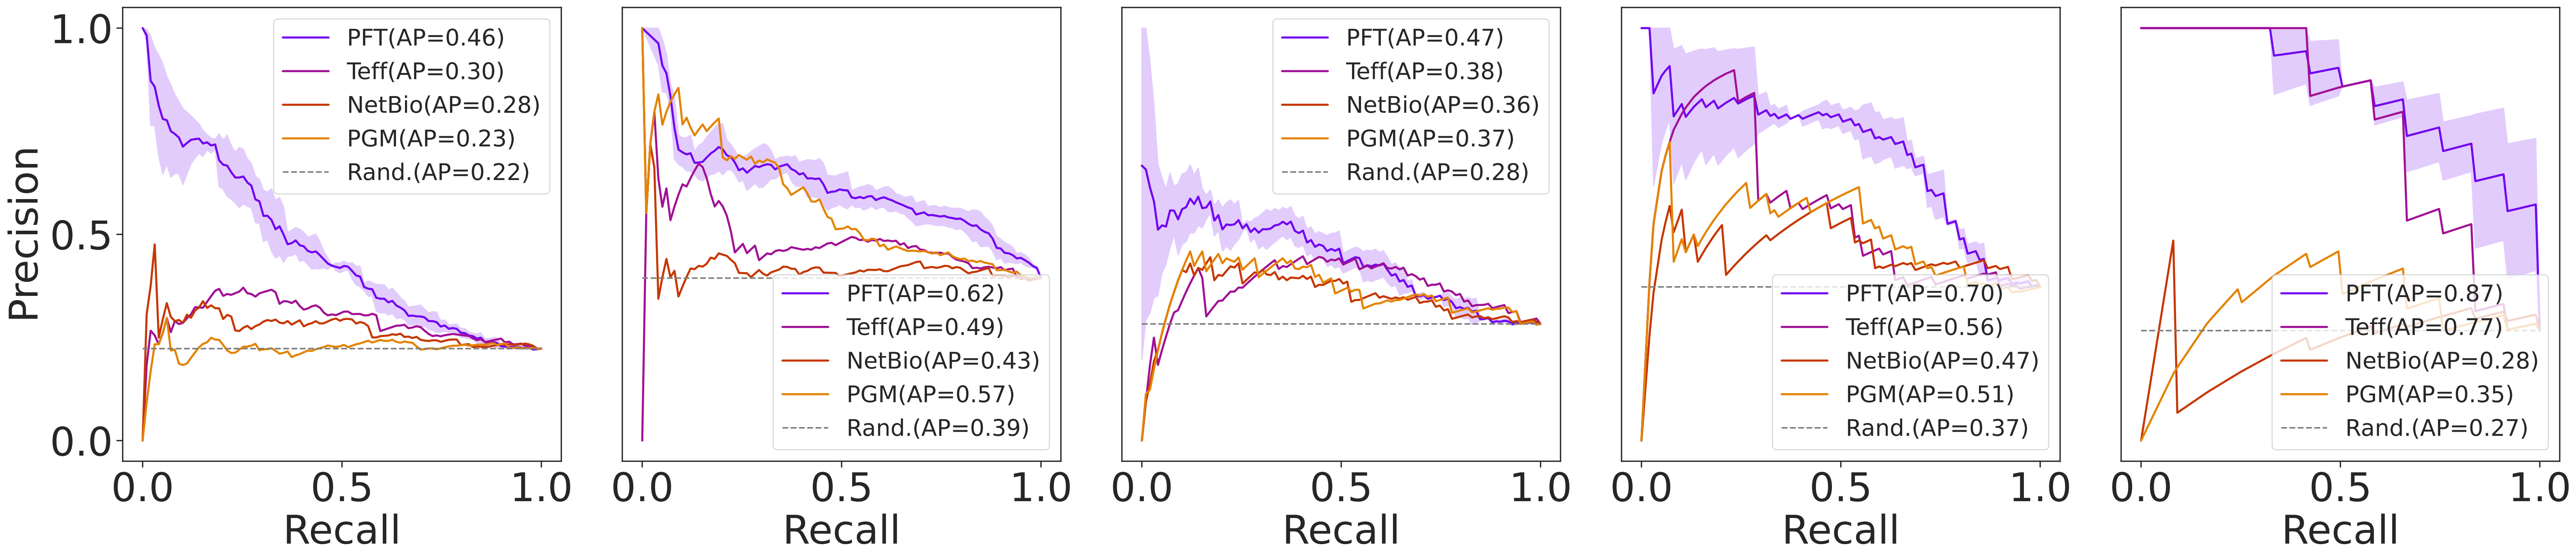 Precision
1.0
0.5
0.0
PFT(AP=0.46)
Teff(AP=0.30)
NetBio(AP=0.28)
PGM(AP=0.23)
Rand.(AP=0.22)
0.0 0.5 1.0
Recall
PFT(AP=0.62)
Teff(AP=0.49)
NetBio(AP=0.43)
PGM(AP=0.57)
Rand.(AP=0.39)
0.0 0.5 1.0
Recall
PFT(AP=0.47)
Teff(AP=0.38)
NetBio(AP=0.36)
PGM(AP=0.37)
Rand.(AP=0.28)
0.0 0.5 1.0
Recall
PFT(AP=0.70)
Teff(AP=0.56)
NetBio(AP=0.47)
PGM(AP=0.51)
Rand.(AP=0.37)
0.0 0.5 1.0
Recall
PFT(AP=0.87)
Teff(AP=0.77)
NetBio(AP=0.28)
PGM(AP=0.35)
Rand.(AP=0.27)
0.0 0.5 1.0
Recall